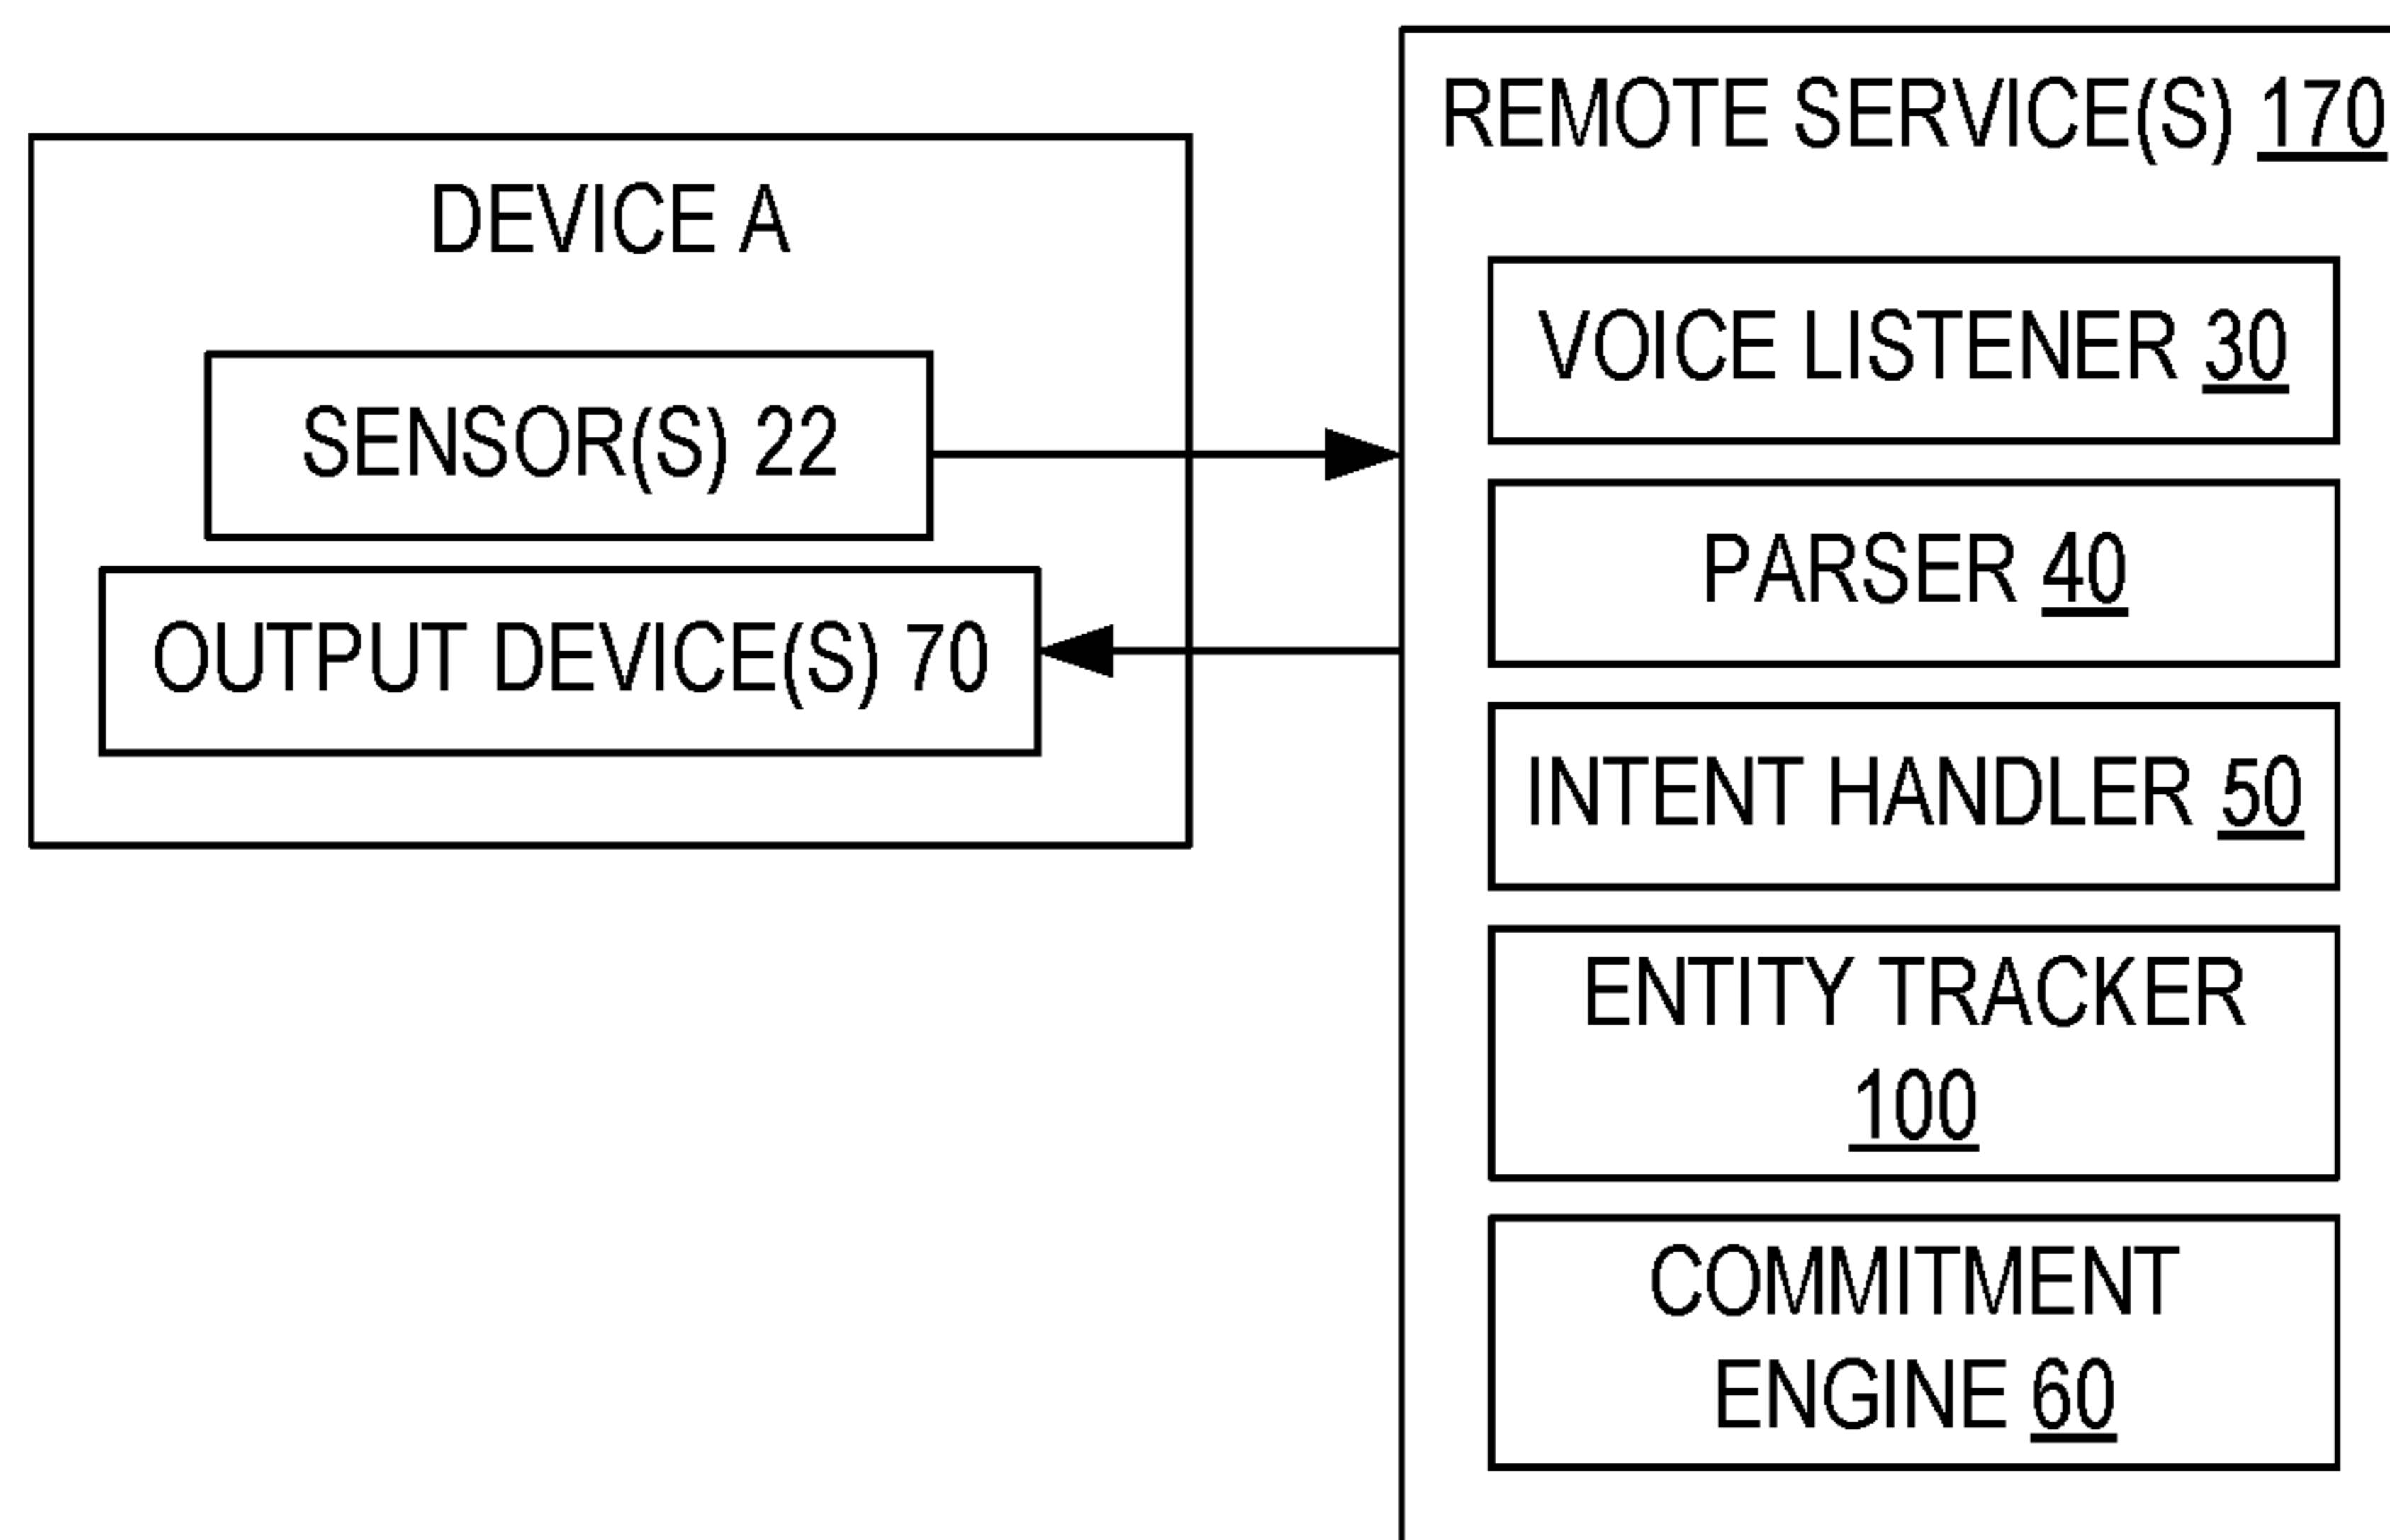 DEVICE A
SENSOR(S) 22
OUTPUT DEVICE(S) 70
REMOTE SERVICE(S) 170
VOICE LISTENER 30
PARSER 40
INTENT HANDLER 50
ENTITY TRACKER
100
COMMITMENT
ENGINE 60